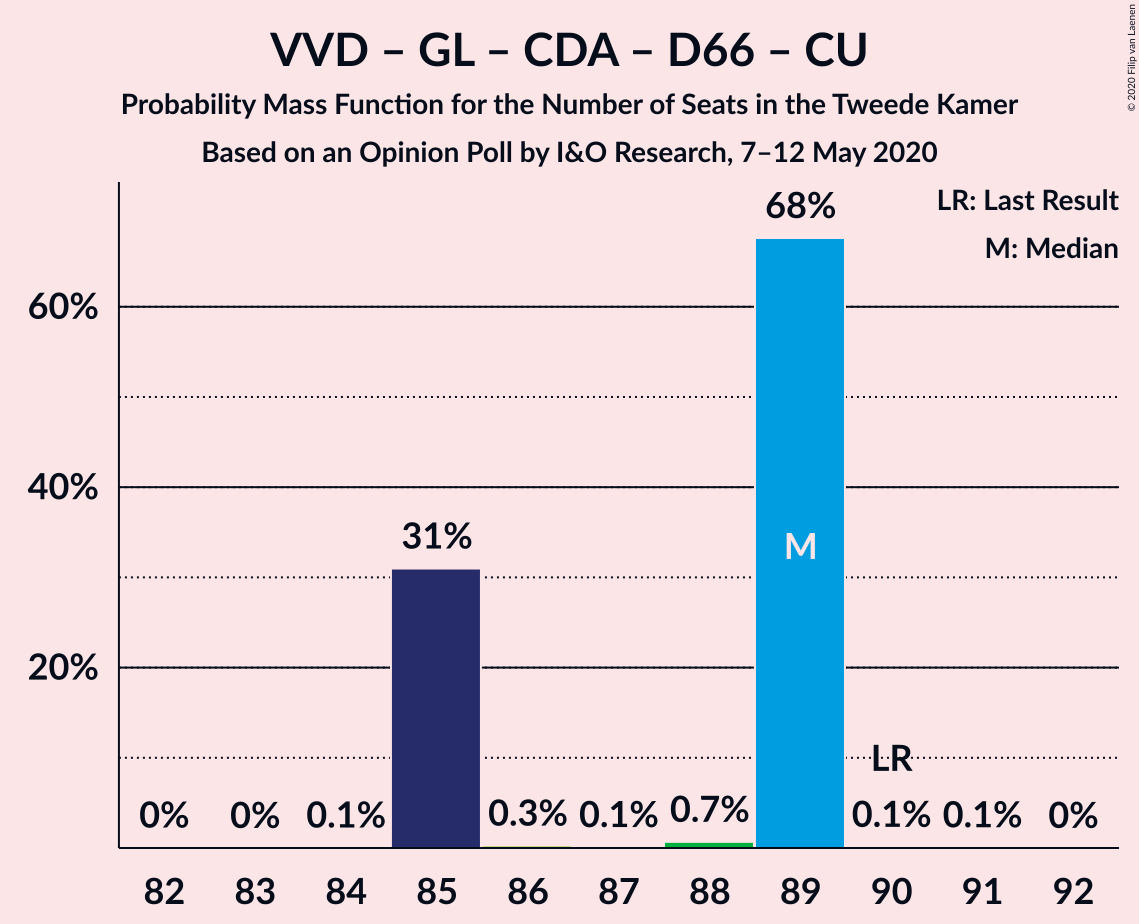 VVD – GL – CDA – D66 – CU
Probability Mass Function for the Number of Seats in the Tweede Kamer
Based on an Opinion Poll by I&O Research, 7–12 May 2020
© 2020 Filip van Laenen
LR: Last Result
M: Median
60%
40%
20%
0%
0%
0.1%
31%
0.3%
0.1%
0.7%
68%
M
LR
0.1%
0.1%
0%
82 83 84 85 86 87 88 89 90 91 92